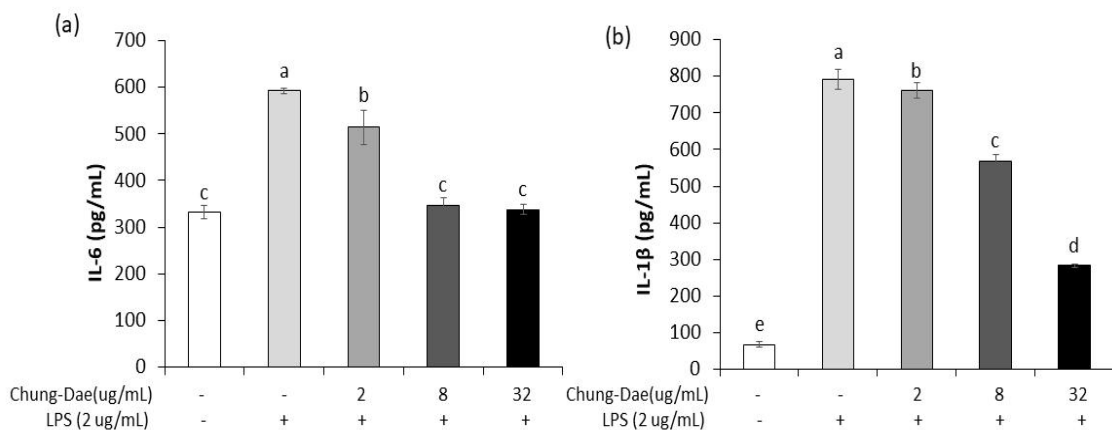 (a)
700
600
500
400
300
200
100
0
IL-6 (pg/mL)
c
a
b
c
c
Chung-Dae(ug/mL) - - 2 8 32
LPS (2 ug/mL) - + + + +
(b)
900
800
700
600
500
400
300
200
100
0
IL-1β (pg/mL)
e
a
b
c
d
Chung-Dae(ug/mL) - - 2 8 32
LPS (2 ug/mL) - + + + +